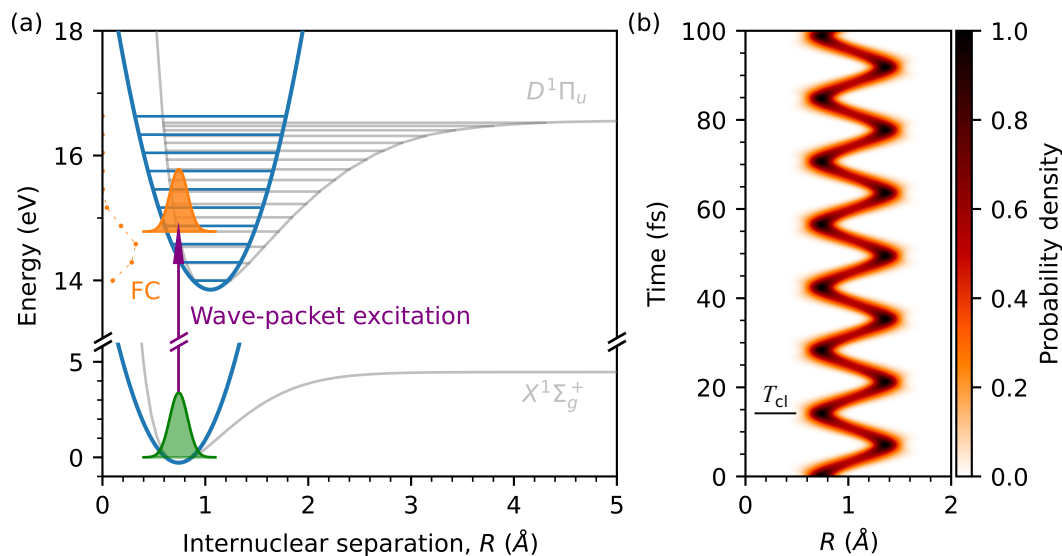 (a)
18
16
14
5
0
Energy (eV)
0
1
2
3
4
5
Internuclear separation, R (Å)
D¹Πᵤ
FC
Wave-packet excitation
X¹Σg⁺
(b)
100
80
60
40
20
0
Time (fs)
T_cl
0
1
2
R (Å)
1.0
0.8
0.6
0.4
0.2
0.0
Probability density